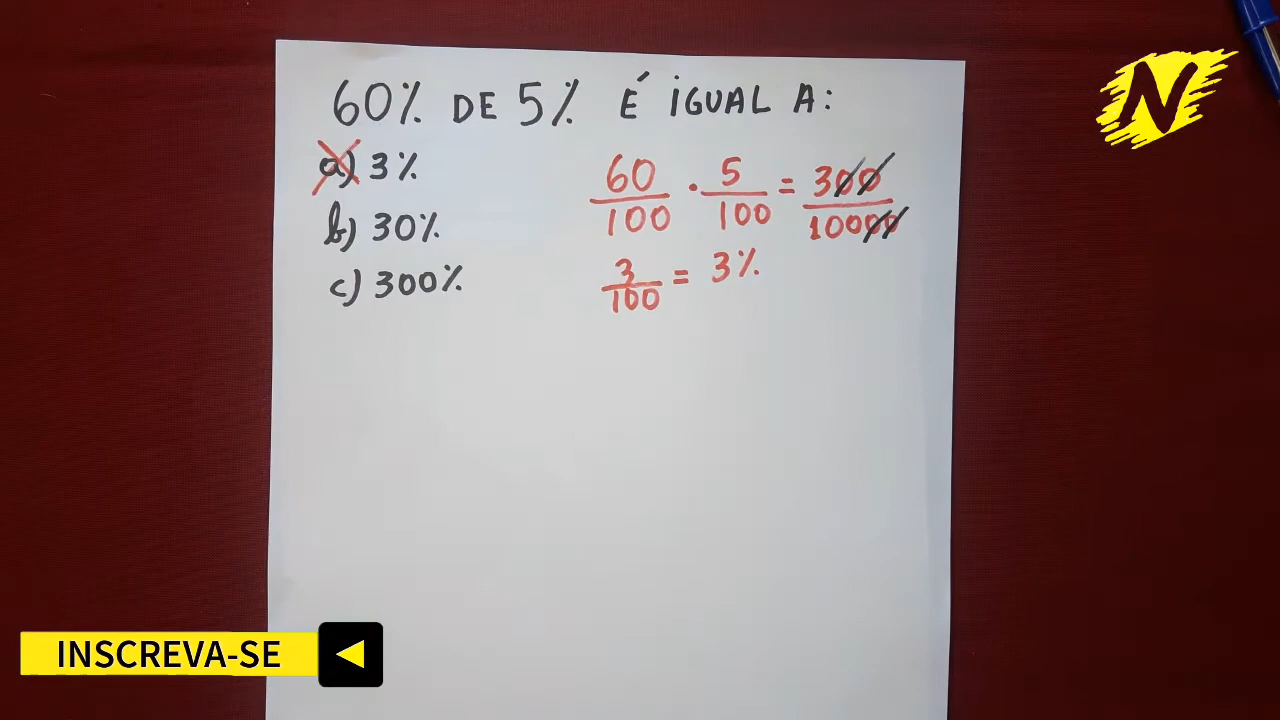 60% DE 5% É IGUAL A:
a) 3%
b) 30%
c) 300%
60/100 · 5/100 = 300/10000
3/100 = 3%
N
INSCREVA-SE